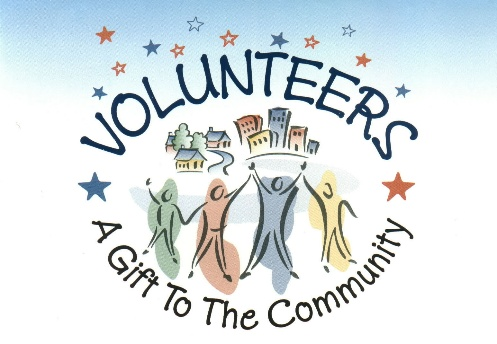 VOLUNTEERS
A Gift To The Community